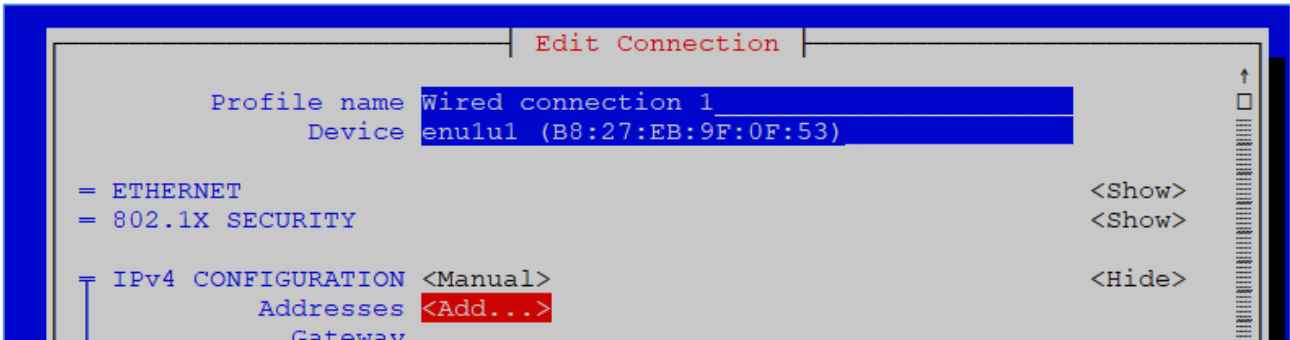 Edit Connection
Profile name Wired connection 1
Device enu1u1 (B8:27:EB:9F:0F:53)
= ETHERNET <Show>
= 802.1X SECURITY <Show>
IPv4 CONFIGURATION <Manual> <Hide>
Addresses <Add...>
Gateway